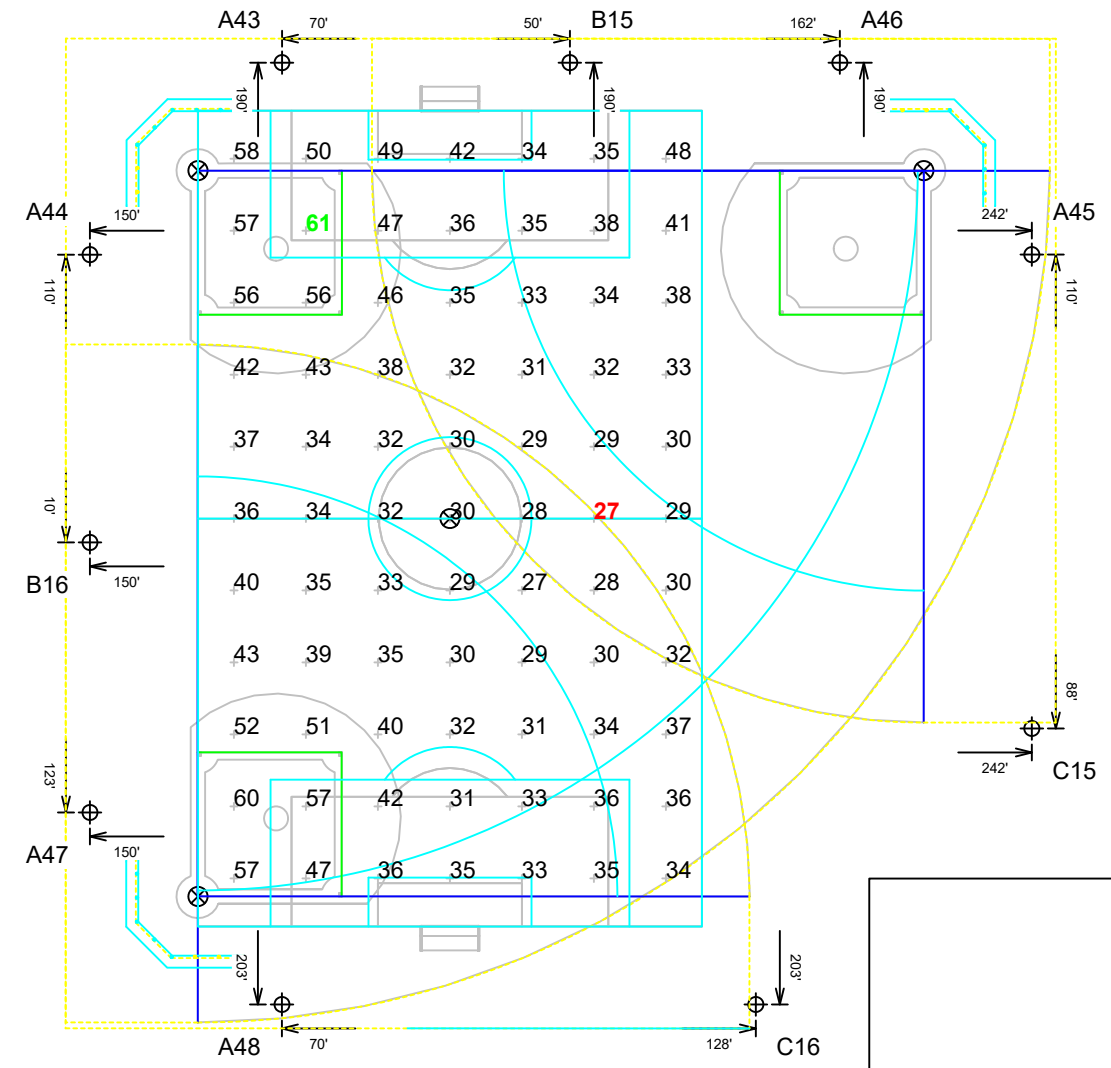 A43 70' 50' B15 162' A46
190' 190' 190'
58 50 49 42 34 35 48
A44 150' 242' A45
57 61 47 36 35 38 41
110' 110'
56 56 46 35 33 34 38
42 43 38 32 31 32 33
37 34 32 30 29 29 30
10'
36 34 32 30 28 27 29
B16 150'
40 35 33 29 27 28 30
43 39 35 30 29 30 32
88'
52 51 40 32 31 34 37
C15 242'
123'
60 57 42 31 33 36 36
A47 150'
57 47 36 35 33 35 34
203' 203'
A48 70' 128' C16